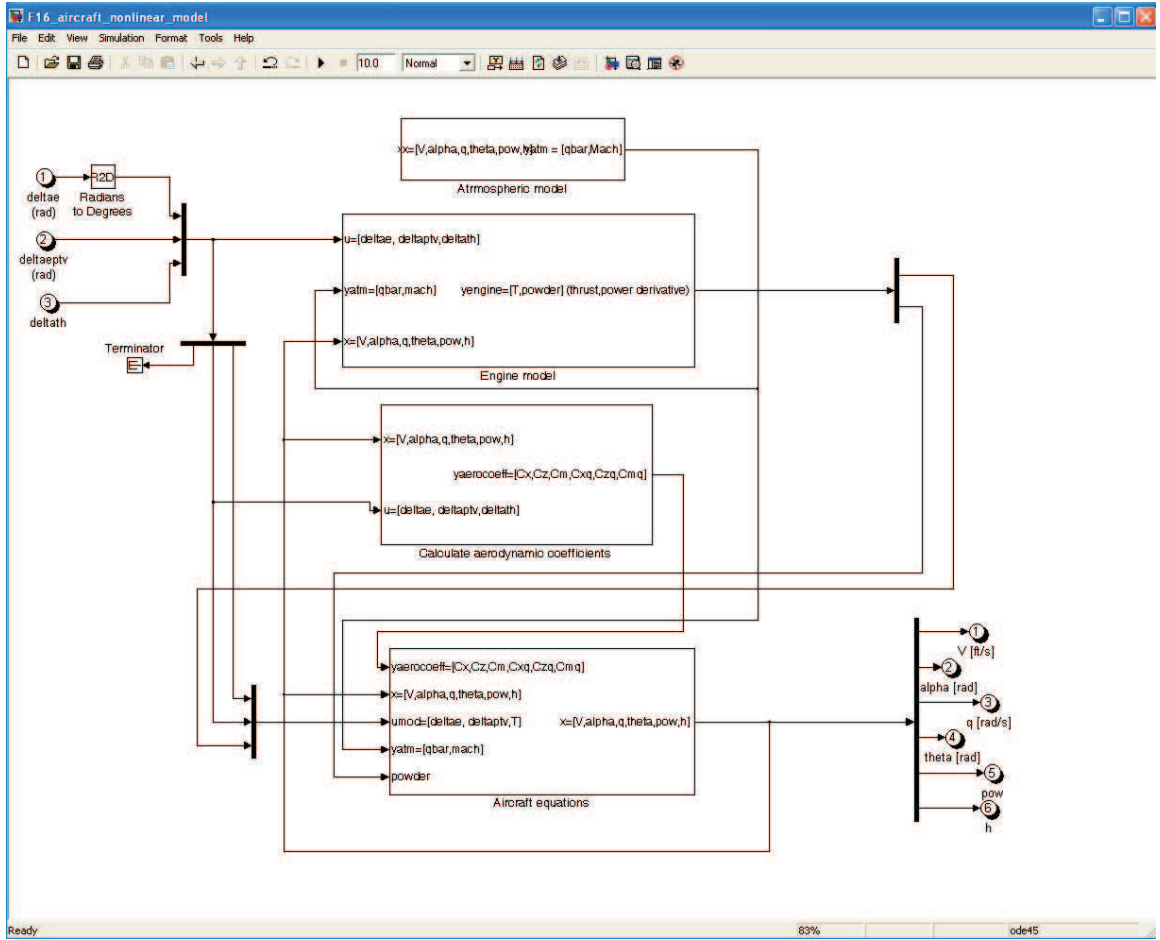 F16_aircraft_nonlinear_model
File Edit View Simulation Format Tools Help
10.0 Normal
x=[V,alpha,q,theta,pow,h]
yatm = [qbar,Mach]
Atrmospheric model
1
deltae
(rad)
R2D
Radians
to Degrees
2
deltaeptv
(rad)
3
deltath
Terminator
u=[deltae, deltaptv,deltath]
yatm=[qbar,mach]
yengine=[T,powder] (thrust,power derivative)
x=[V,alpha,q,theta,pow,h]
Engine model
x=[V,alpha,q,theta,pow,h]
yaerocoeff=[Cx,Cz,Cm,Cxq,Czq,Cmq]
u=[deltae, deltaptv,deltath]
Calculate aerodynamic coefficients
yaerocoeff=[Cx,Cz,Cm,Cxq,Czq,Cmq]
x=[V,alpha,q,theta,pow,h]
umod=[deltae, deltaptv,T]
x=[V,alpha,q,theta,pow,h]
yatm=[qbar,mach]
powder
Aircraft equations
1
V [ft/s]
2
alpha [rad]
3
q [rad/s]
4
theta [rad]
5
pow
6
h
Ready
83%
ode45